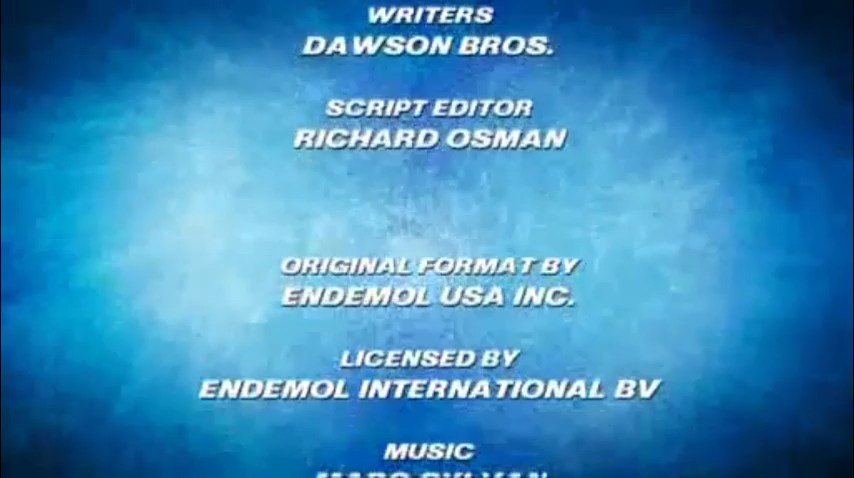 WRITERS
DAWSON BROS.
SCRIPT EDITOR
RICHARD OSMAN
ORIGINAL FORMAT BY
ENDEMOL USA INC.
LICENSED BY
ENDEMOL INTERNATIONAL BV
MUSIC